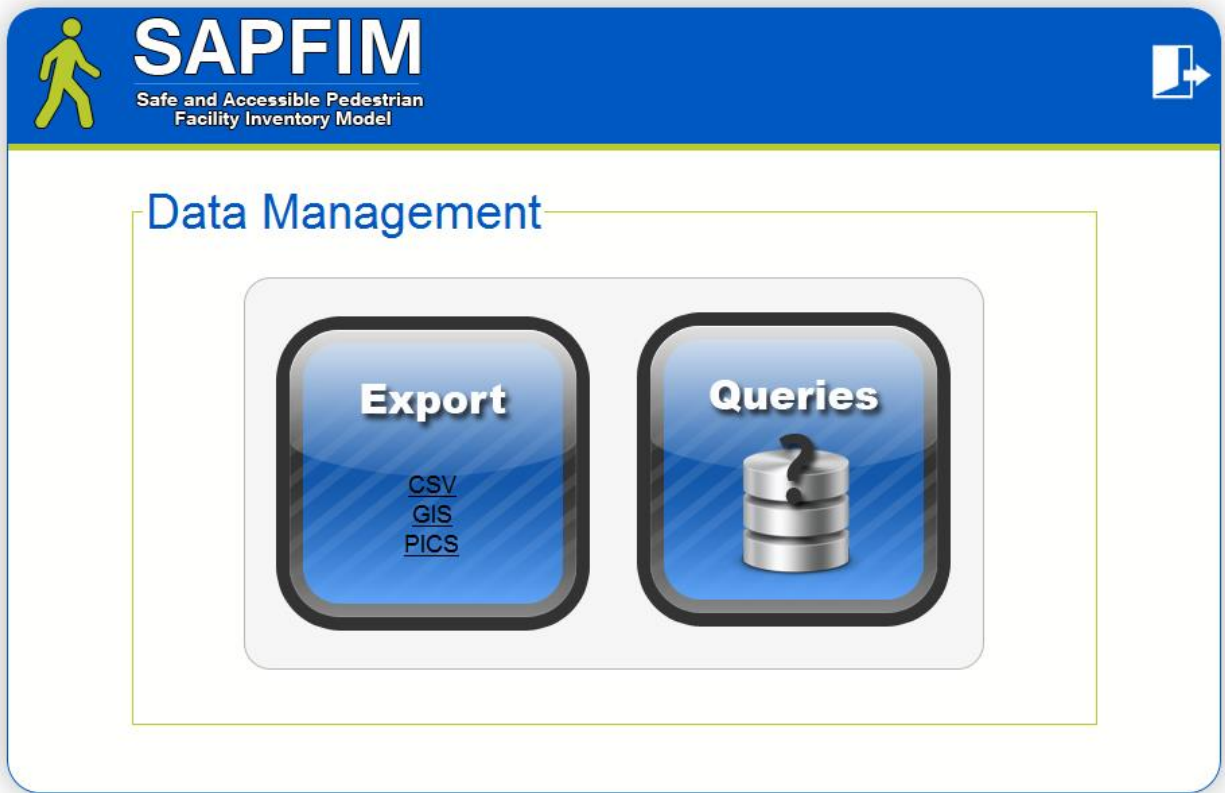 SAPFIM
Safe and Accessible Pedestrian
Facility Inventory Model
Data Management
Export
CSV
GIS
PICS
Queries
?